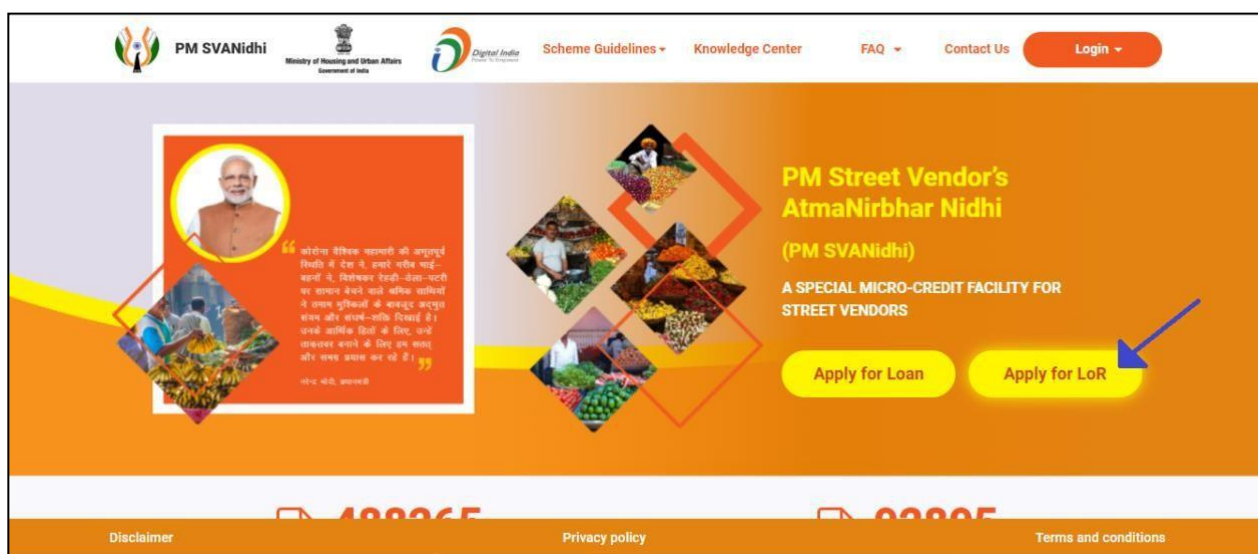 PM SVANidhi
Ministry of Housing and Urban Affairs
Government of India
Digital India
Power To Empower
Scheme Guidelines
Knowledge Center
FAQ
Contact Us
Login
“ कोरोना वैश्विक महामारी की अभूतपूर्व
स्थिति में देश ने, हमारे गरीब भाई–
बहनों ने, विशेषकर रेहड़ी–ठेला–पटरी
पर सामान बेचने वाले श्रमिक साथियों
ने तमाम मुश्किलों के बावजूद अद्भुत
संयम और संघर्ष–शक्ति दिखाई है।
उनके आर्थिक हितों के लिए, उन्हें
ताकतवर बनाने के लिए हम सतत्
और समग्र प्रयास कर रहे हैं। ”
नरेन्द्र मोदी, प्रधानमंत्री
PM Street Vendor's
AtmaNirbhar Nidhi
(PM SVANidhi)
A SPECIAL MICRO-CREDIT FACILITY FOR
STREET VENDORS
Apply for Loan
Apply for LoR
Disclaimer
Privacy policy
Terms and conditions